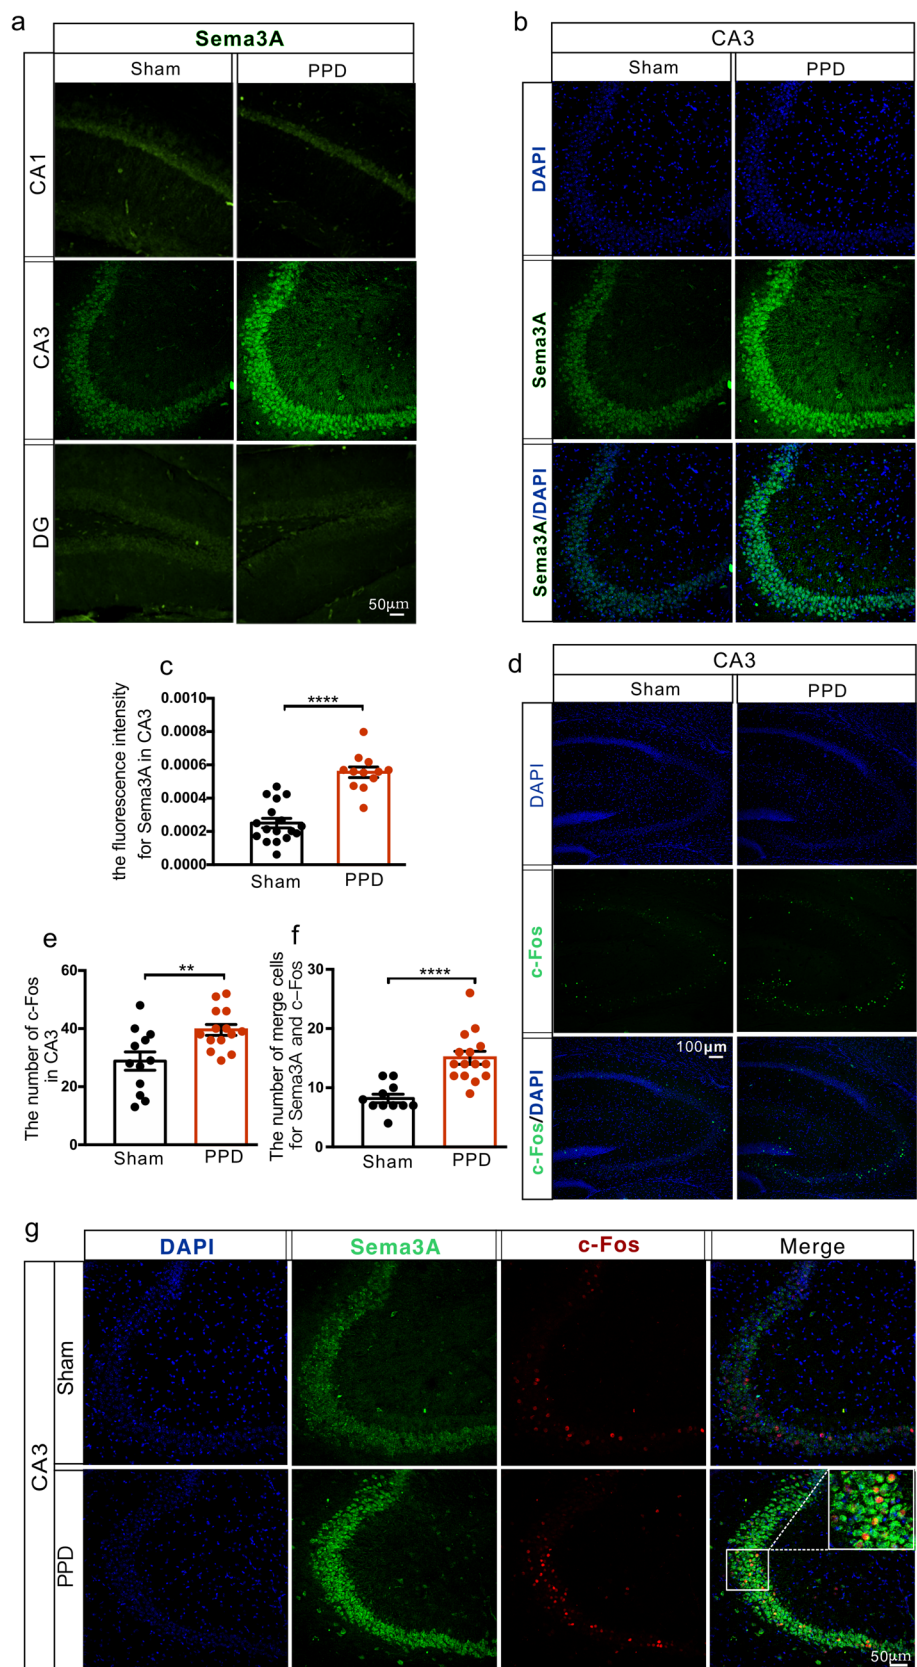 a
Sema3A
Sham
PPD
CA1
CA3
DG
50μm
b
CA3
Sham
PPD
DAPI
Sema3A
Sema3A/DAPI
c
the fluorescence intensity
for Sema3A in CA3
0.0010
0.0008
0.0006
0.0004
0.0002
0.0000
****
Sham
PPD
d
CA3
Sham
PPD
DAPI
c-Fos
c-Fos/DAPI
100μm
e
The number of c-Fos
in CA3
60
40
20
0
**
Sham
PPD
f
The number of merge cells
for Sema3A and c–Fos
30
20
10
0
****
Sham
PPD
g
DAPI
Sema3A
c-Fos
Merge
CA3
Sham
PPD
50μm